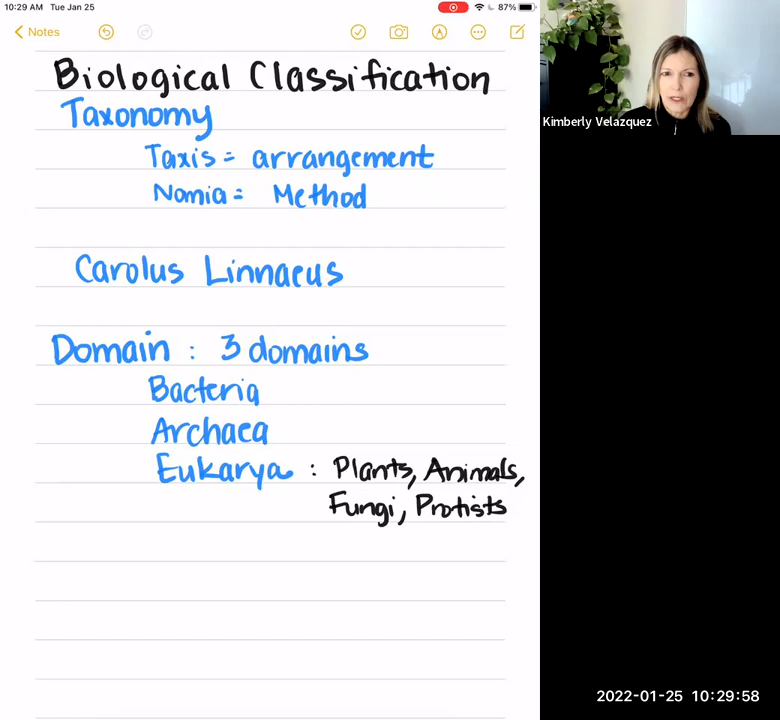 10:29 AM Tue Jan 25
87%
Notes
Biological Classification
Taxonomy
Taxis = arrangement
Nomia = Method
Carolus Linnaeus
Domain : 3 domains
Bacteria
Archaea
Eukarya : Plants, Animals,
Fungi, Protists
Kimberly Velazquez
2022-01-25 10:29:58